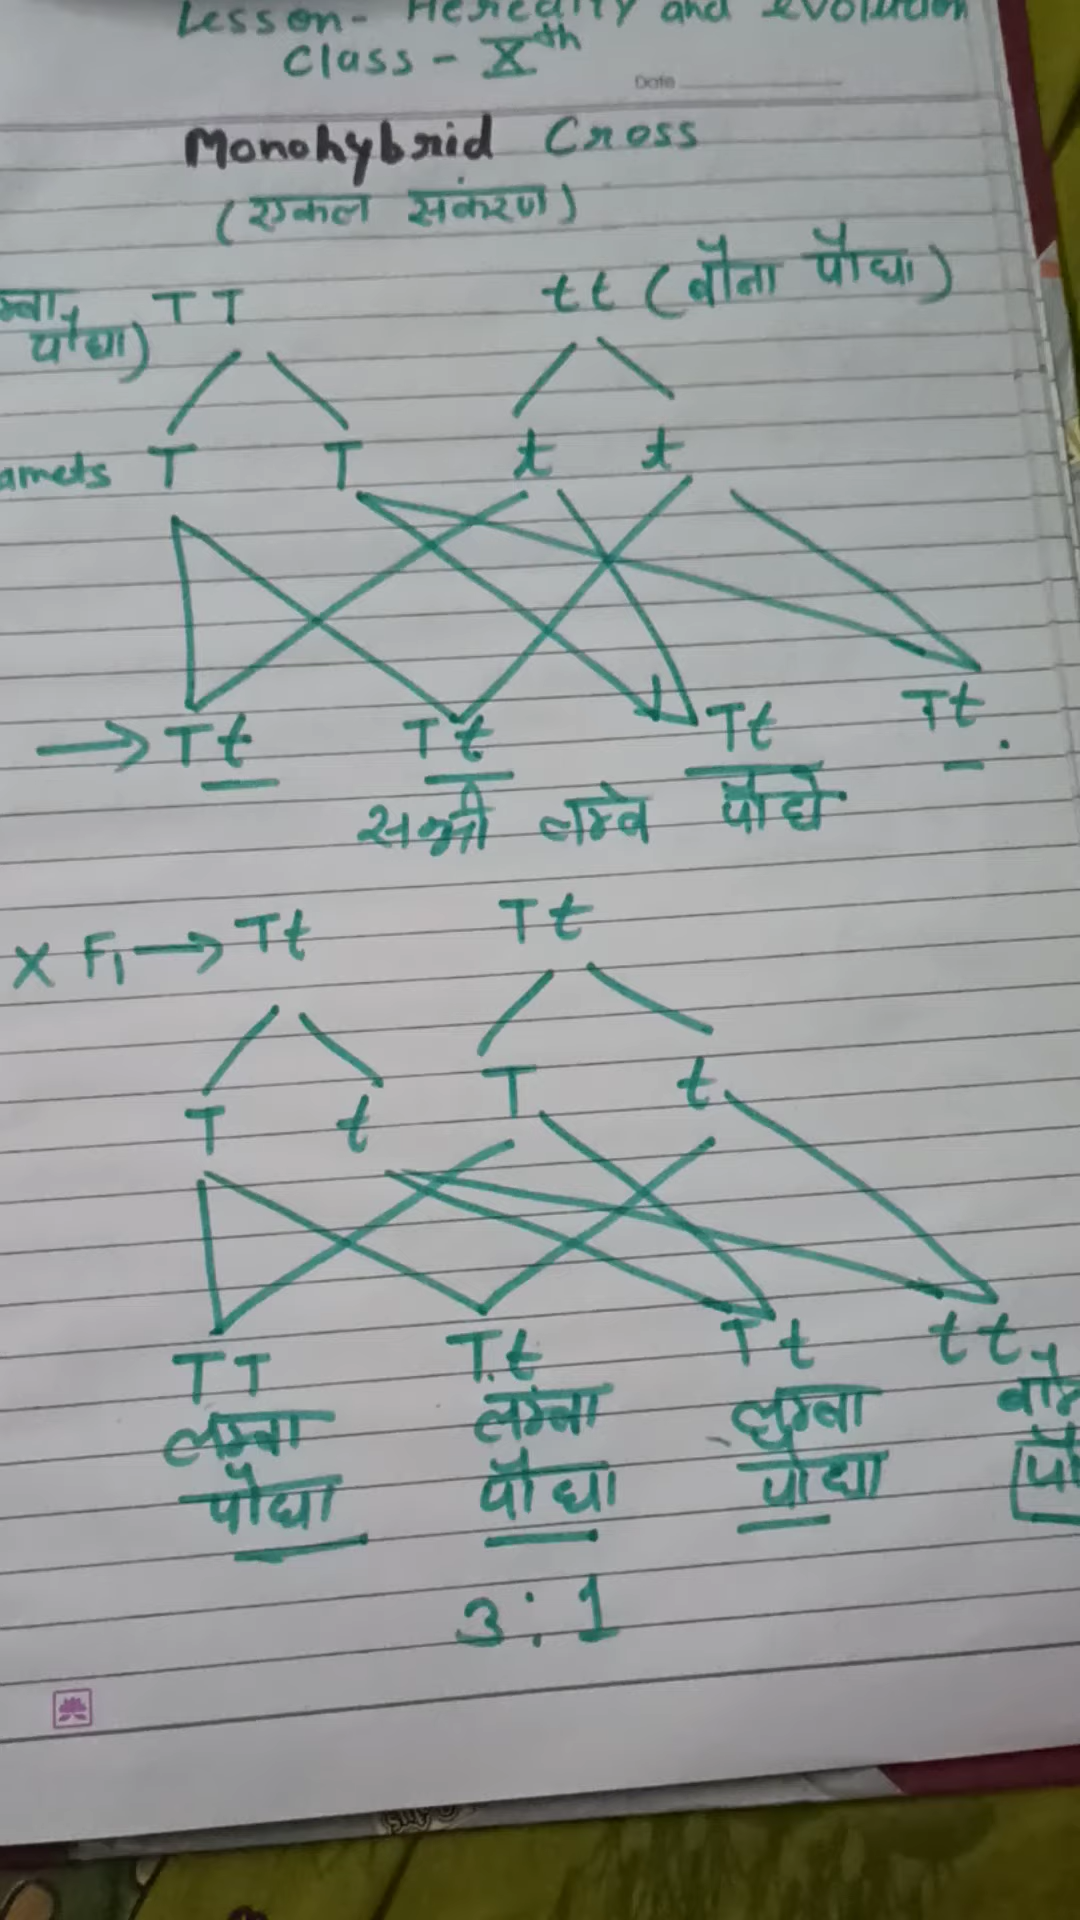 Lesson - Heredity and evolution
Class - Xth
Date
Monohybrid Cross
(एकल संकरण)
TT tt (बौना पौधा)
पौधा)
T T t t
→ Tt Tt Tt Tt.
सभी लम्बे पौधे
X F1 → Tt Tt
T t T t
TT Tt Tt tt
लम्बा लम्बा लम्बा
पौधा पौधा पौधा
3:1